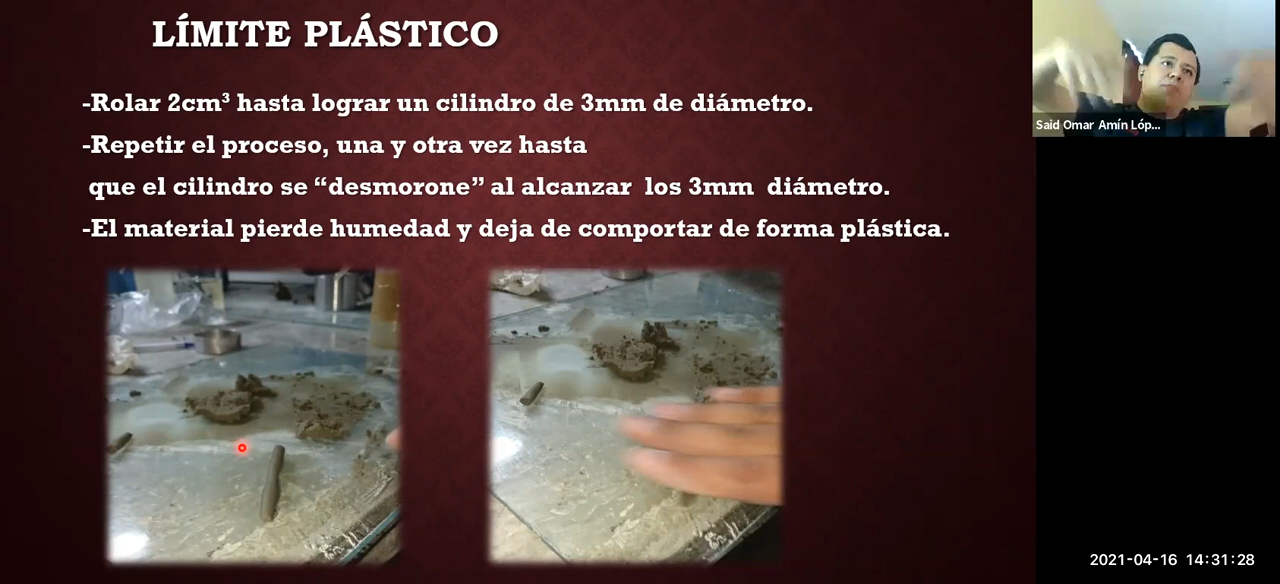 LÍMITE PLÁSTICO
-Rolar 2cm³ hasta lograr un cilindro de 3mm de diámetro.
-Repetir el proceso, una y otra vez hasta
que el cilindro se “desmorone” al alcanzar los 3mm diámetro.
-El material pierde humedad y deja de comportar de forma plástica.
Said Omar Amín Lóp...
2021-04-16 14:31:28